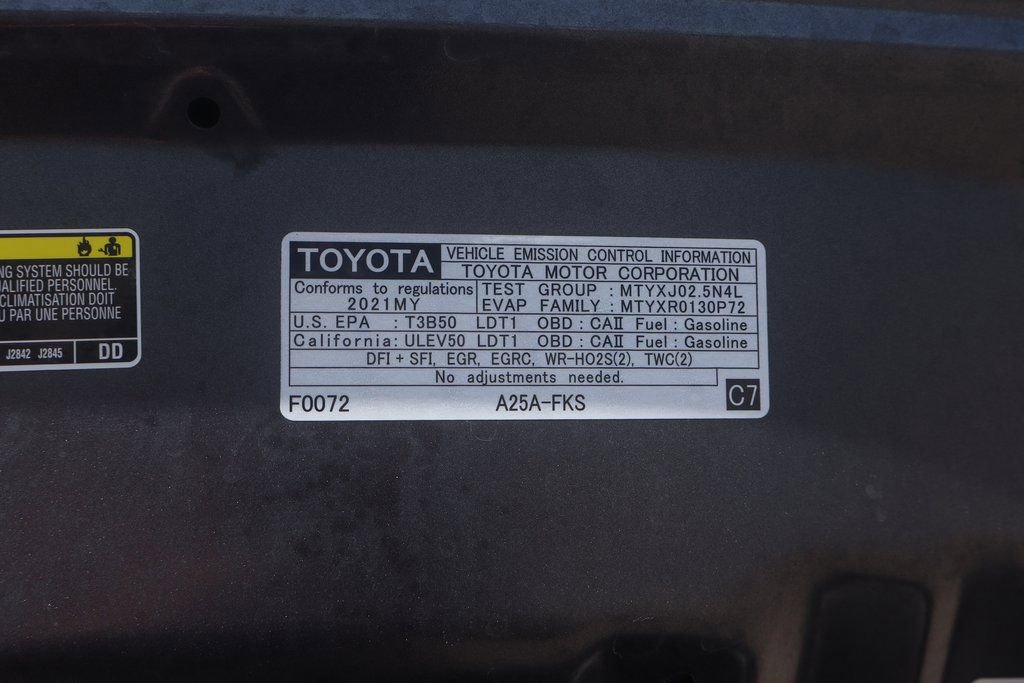 NG SYSTEM SHOULD BE
ALIFIED PERSONNEL.
CLIMATISATION DOIT
U PAR UNE PERSONNE
J2842 J2845 DD
TOYOTA VEHICLE EMISSION CONTROL INFORMATION
TOYOTA MOTOR CORPORATION
Conforms to regulations TEST GROUP : MTYXJ02.5N4L
2021MY EVAP FAMILY : MTYXR0130P72
U.S. EPA : T3B50 LDT1 OBD : CAⅡ Fuel : Gasoline
California: ULEV50 LDT1 OBD : CAⅡ Fuel : Gasoline
DFI + SFI, EGR, EGRC, WR-HO2S(2), TWC(2)
No adjustments needed.
F0072 A25A-FKS C7